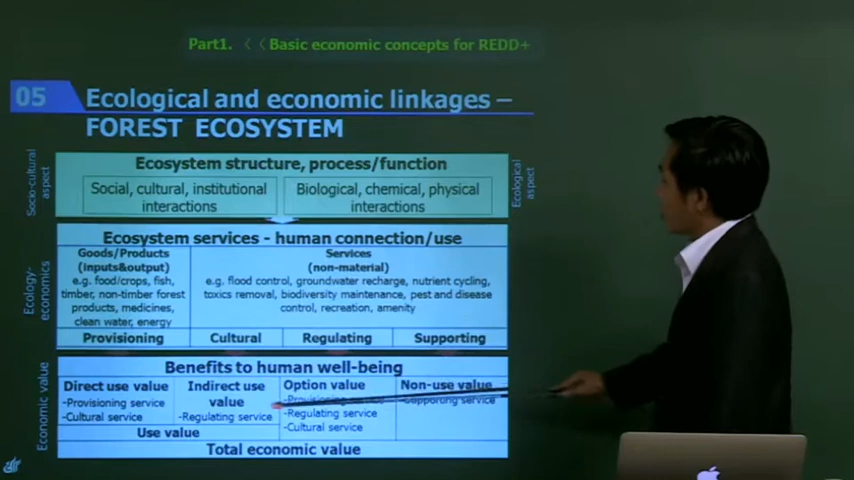 Part1. 〈〈 Basic economic concepts for REDD+
05
Ecological and economic linkages –
FOREST ECOSYSTEM
Socio-cultural
aspect
Ecosystem structure, process/function
Social, cultural, institutional
interactions
Biological, chemical, physical
interactions
Ecological
aspect
Ecology-
economics
Ecosystem services - human connection/use
Goods/Products
(inputs&output)
e.g. food/crops, fish,
timber, non-timber forest
products, medicines,
clean water, energy
Services
(non-material)
e.g. flood control, groundwater recharge, nutrient cycling,
toxics removal, biodiversity maintenance, pest and disease
control, recreation, amenity
Provisioning
Cultural
Regulating
Supporting
Economic value
Benefits to human well-being
Direct use value
-Provisioning service
-Cultural service
Indirect use
value
-Regulating service
Use value
Option value
-Provisioning service
-Regulating service
-Cultural service
Non-use value
-Supporting service
Total economic value